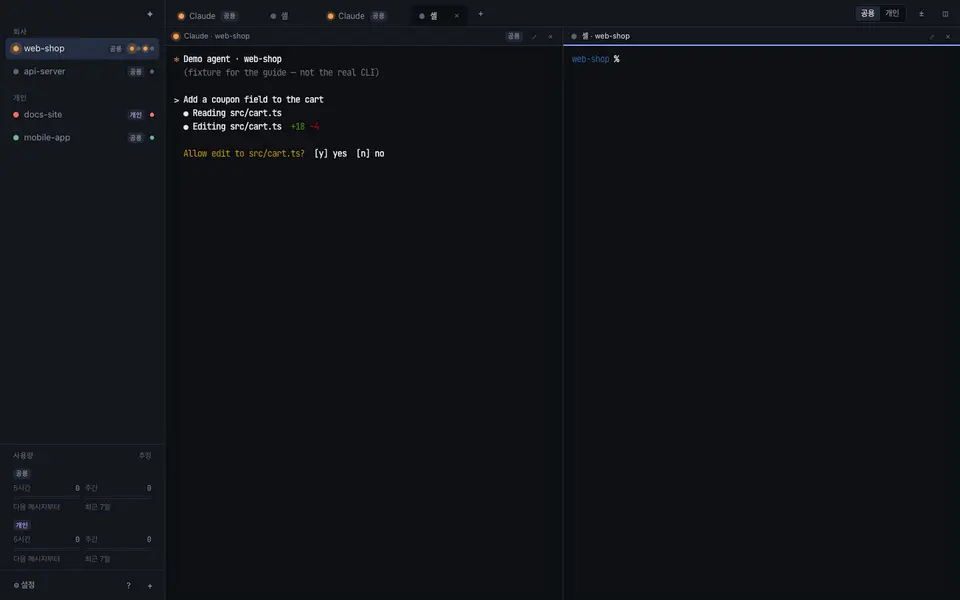 회사
web-shop 공용
api-server 공용
개인
docs-site 개인
mobile-app 공용
사용량 추정
공용
5시간 0 주간 0
다음 메시지부터 최근 7일
개인
5시간 0 주간 0
다음 메시지부터 최근 7일
설정 ? +
Claude 공용 셸 Claude 공용 셸 × +
공용 개인
Claude · web-shop 공용 ×
* Demo agent · web-shop
(fixture for the guide — not the real CLI)
> Add a coupon field to the cart
● Reading src/cart.ts
● Editing src/cart.ts +18 -4
Allow edit to src/cart.ts? [y] yes [n] no
셸 · web-shop ×
web-shop %